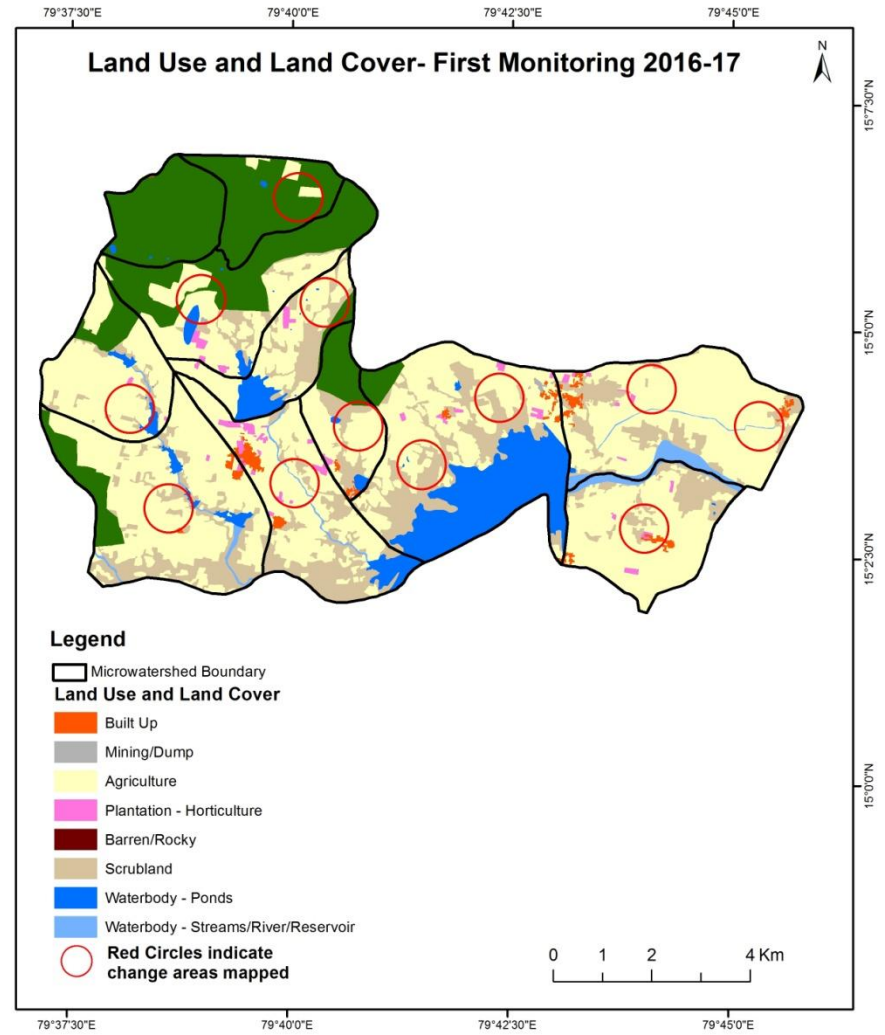 79°37'30"E 79°40'0"E 79°42'30"E 79°45'0"E
Land Use and Land Cover- First Monitoring 2016-17
N
15°7'30"N
15°5'0"N
15°2'30"N
15°0'0"N
Legend
Microwatershed Boundary
Land Use and Land Cover
Built Up
Mining/Dump
Agriculture
Plantation - Horticulture
Barren/Rocky
Scrubland
Waterbody - Ponds
Waterbody - Streams/River/Reservoir
Red Circles indicate
change areas mapped
0 1 2 4 Km
79°37'30"E 79°40'0"E 79°42'30"E 79°45'0"E